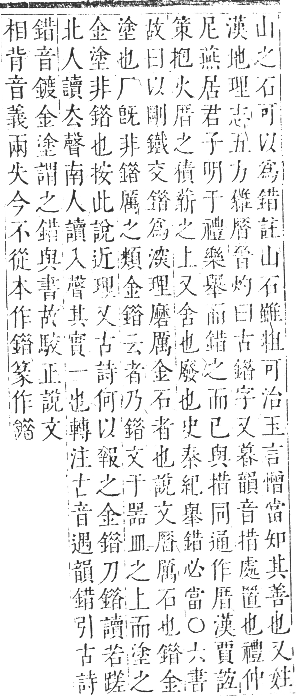 山之石可以爲錯註山石雖粗可治玉言憎當知其善也又姓
漢地理志五方雜厝晉灼曰古錯字又暮韻音措處置也禮仲
尼燕居君子明于禮樂舉而錯之而已與措同通作厝漢賈誼
策抱火厝之積薪之上又舍也廢也史秦紀舉錯必當○六書
故曰以剛鐵交錯爲深理磨厲金石者也說文厝厲石也錯金
塗也厂旣非錯厲之類金錯云者乃錯文于器皿之上而塗之
金塗非錯也按此說近理又古詩何以報之金錯刀錯讀若蹉
北人讀去聲南人讀入聲其實一也轉注古音遇韻錯引古詩
錯音鍍金塗謂之錯與書故駁正說文
相背音義兩失今不從本作錯篆作